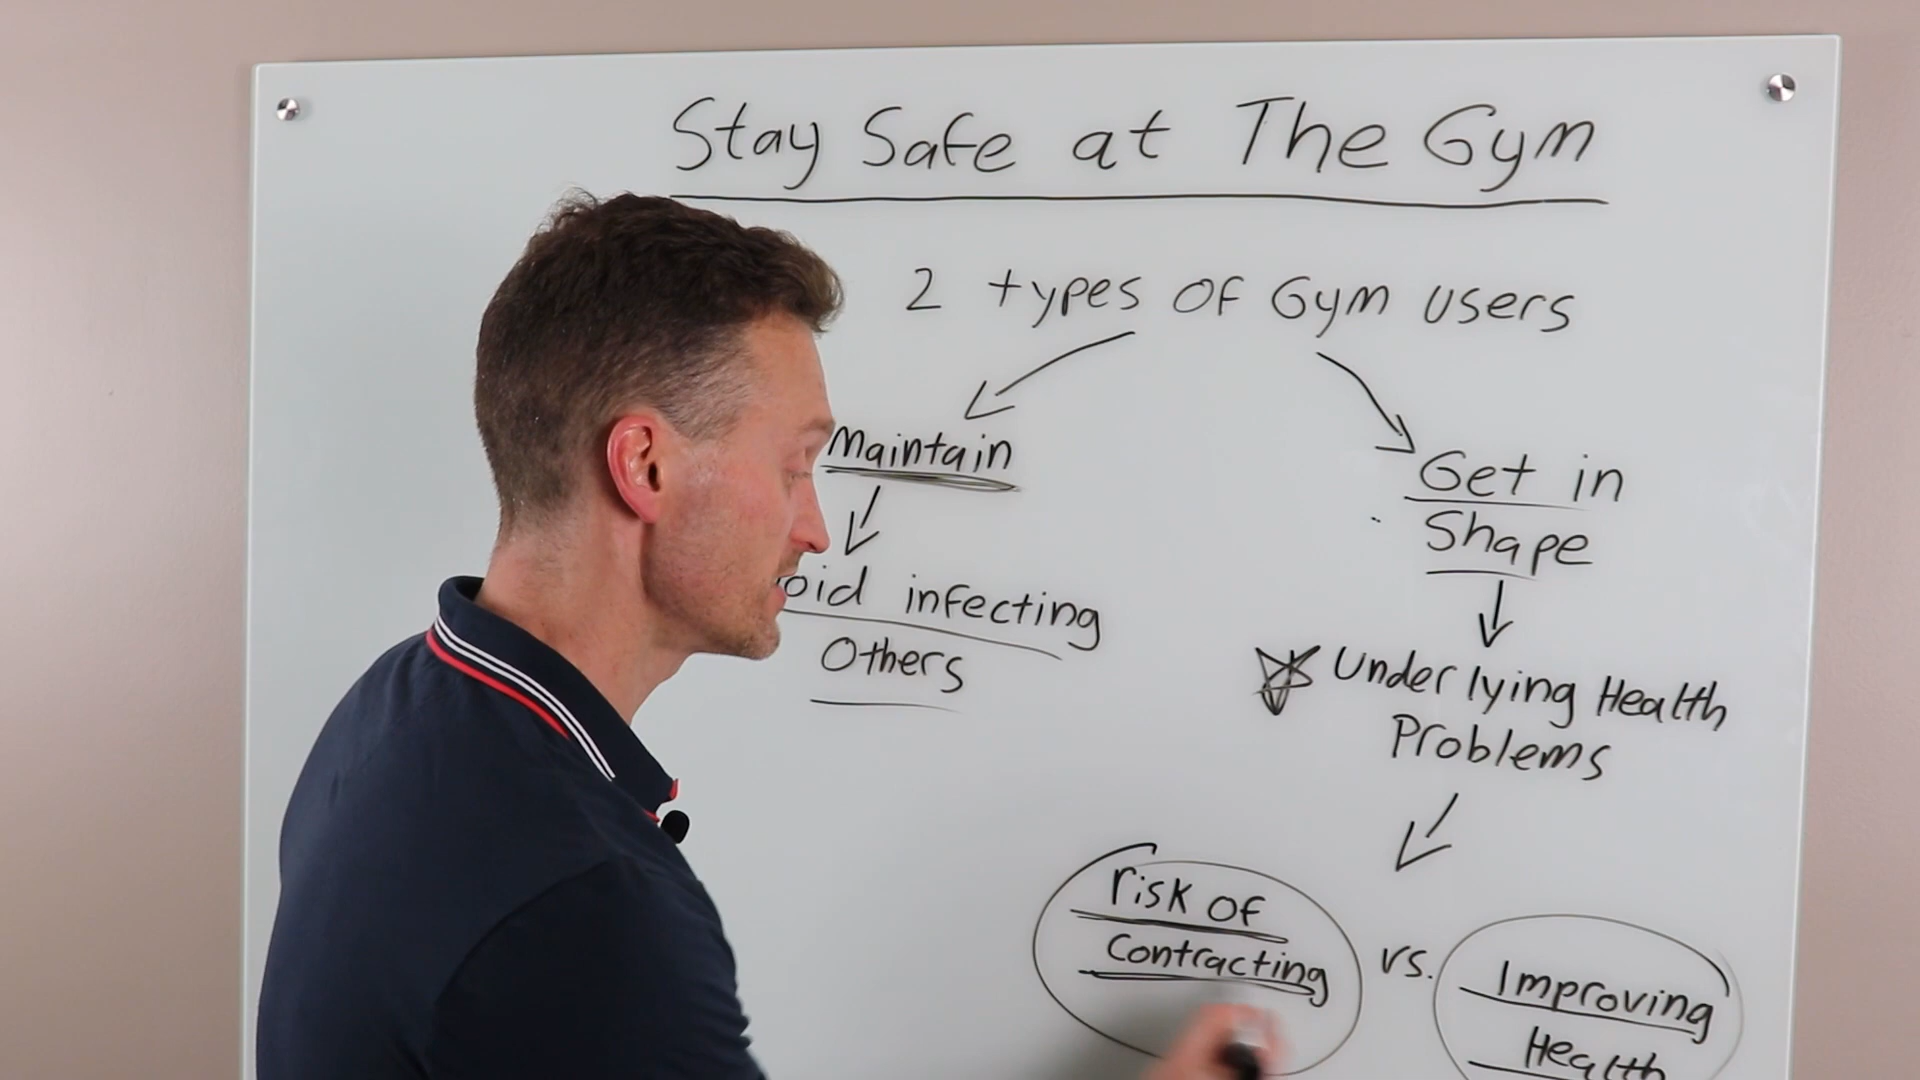 Stay Safe at The Gym
2 types of Gym users
Maintain
oid infecting
Others
Get in
Shape
Underlying Health
Problems
risk of
Contracting
vs.
Improving
Health